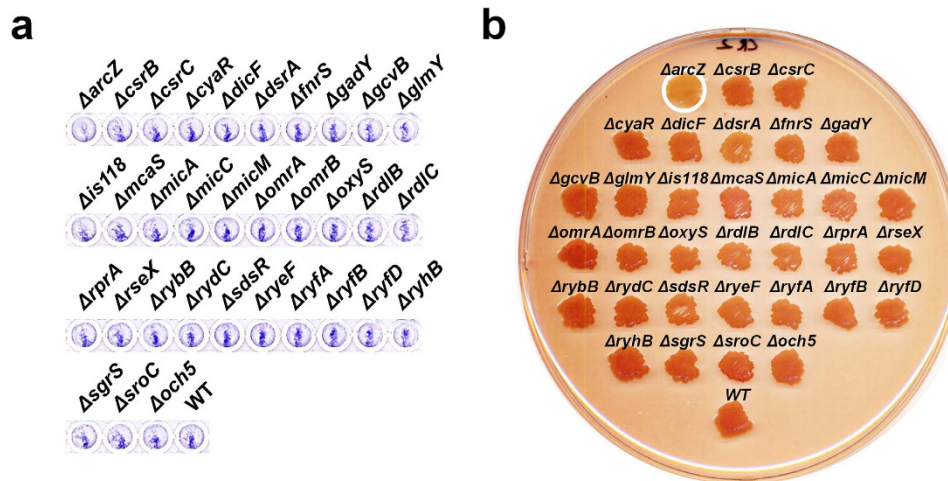 a
ΔarcZ ΔcsrB ΔcsrC ΔcyaR ΔdicF ΔdsrA ΔfnrS ΔgadY ΔgcvB ΔglmY
Δis118 ΔmcaS ΔmicA ΔmicC ΔmicM ΔomrA ΔomrB ΔoxyS ΔrdlB ΔrdlC
ΔrprA ΔrseX ΔrybB ΔrydC ΔsdsR ΔryeF ΔryfA ΔryfB ΔryfD ΔryhB
ΔsgrS ΔsroC Δoch5 WT
b
ΔarcZ ΔcsrB ΔcsrC
ΔcyaR ΔdicF ΔdsrA ΔfnrS ΔgadY
ΔgcvB ΔglmY Δis118 ΔmcaS ΔmicA ΔmicC ΔmicM
ΔomrA ΔomrB ΔoxyS ΔrdlB ΔrdlC ΔrprA ΔrseX
ΔrybB ΔrydC ΔsdsR ΔryeF ΔryfA ΔryfB ΔryfD
ΔryhB ΔsgrS ΔsroC Δoch5
WT